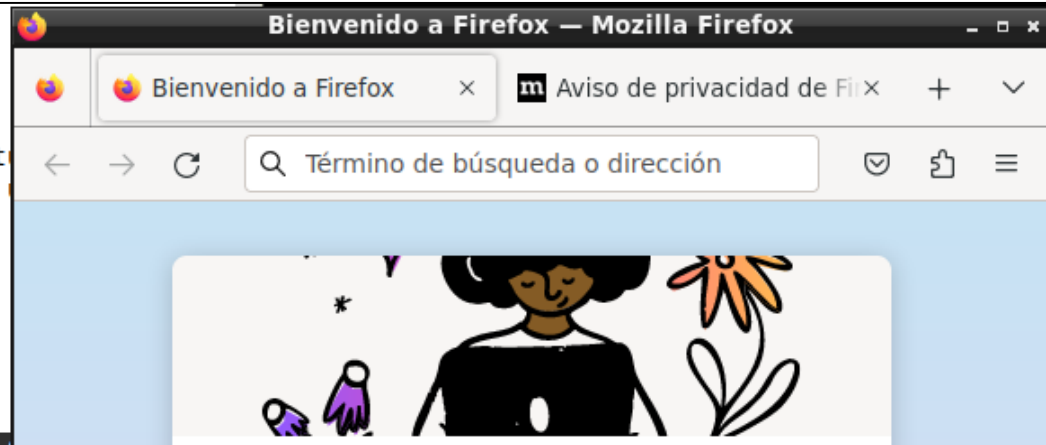 Bienvenido a Firefox — Mozilla Firefox
Bienvenido a Firefox
m Aviso de privacidad de Fi
Término de búsqueda o dirección